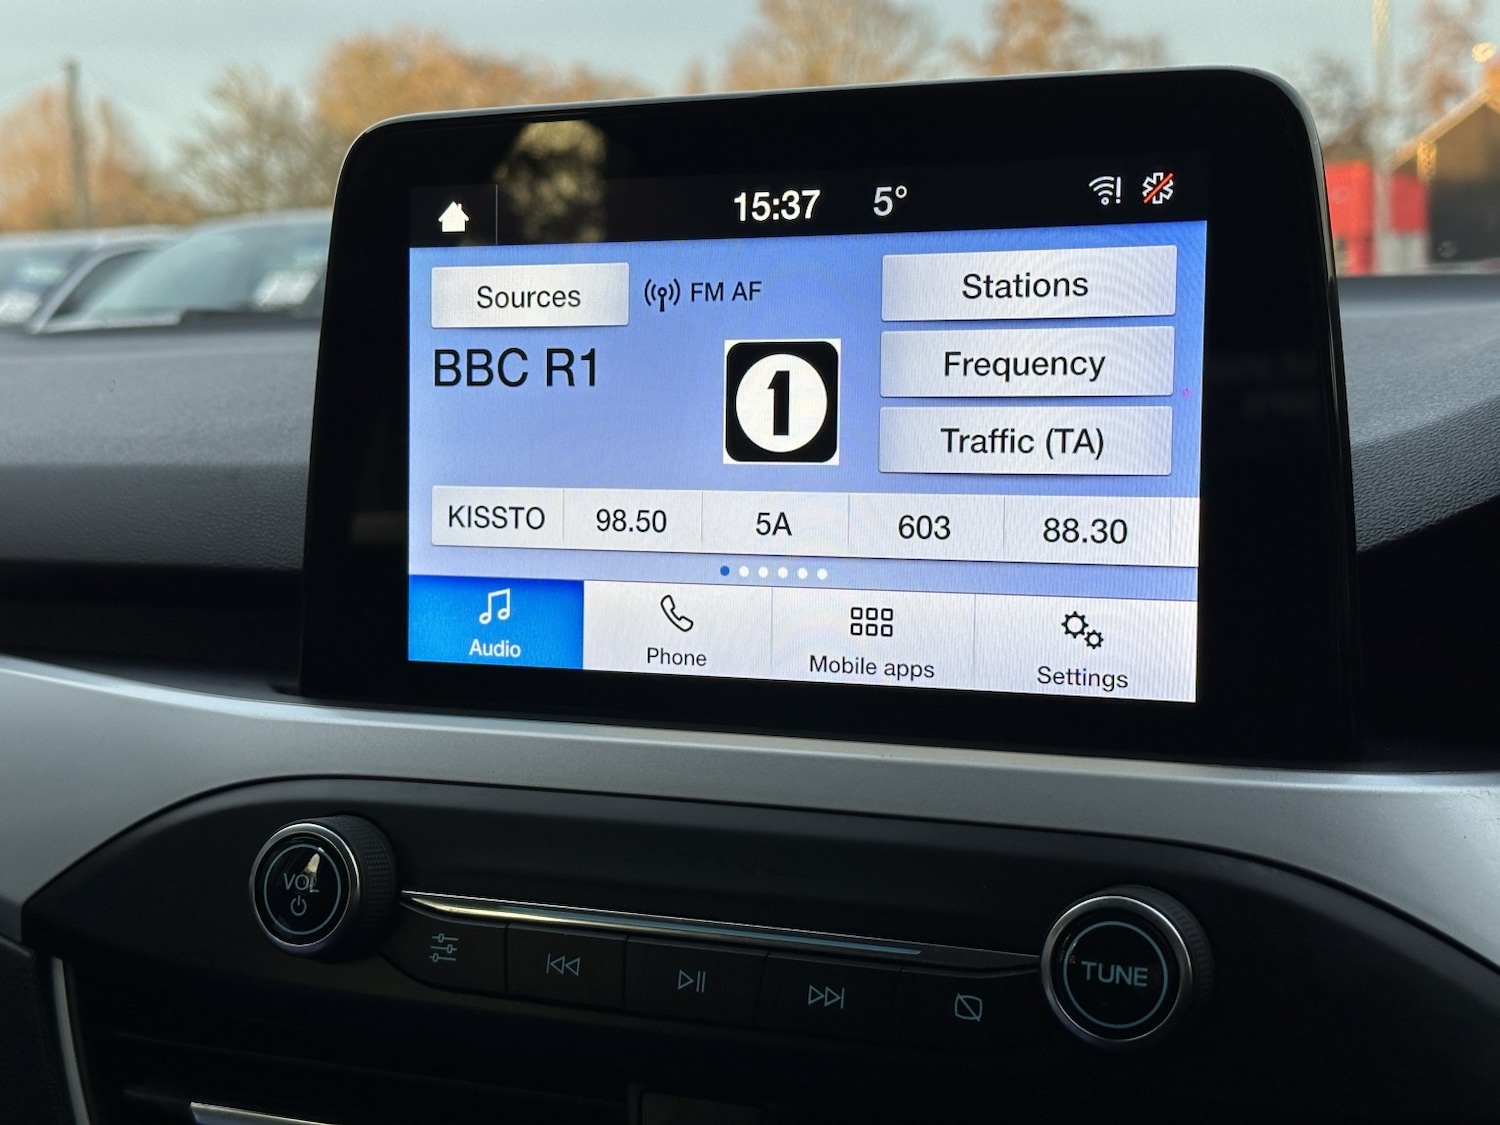 15:37 5°
Sources FM AF Stations
BBC R1
1
Frequency
Traffic (TA)
KISSTO 98.50 5A 603 88.30
Audio Phone Mobile apps Settings
VOL
TUNE